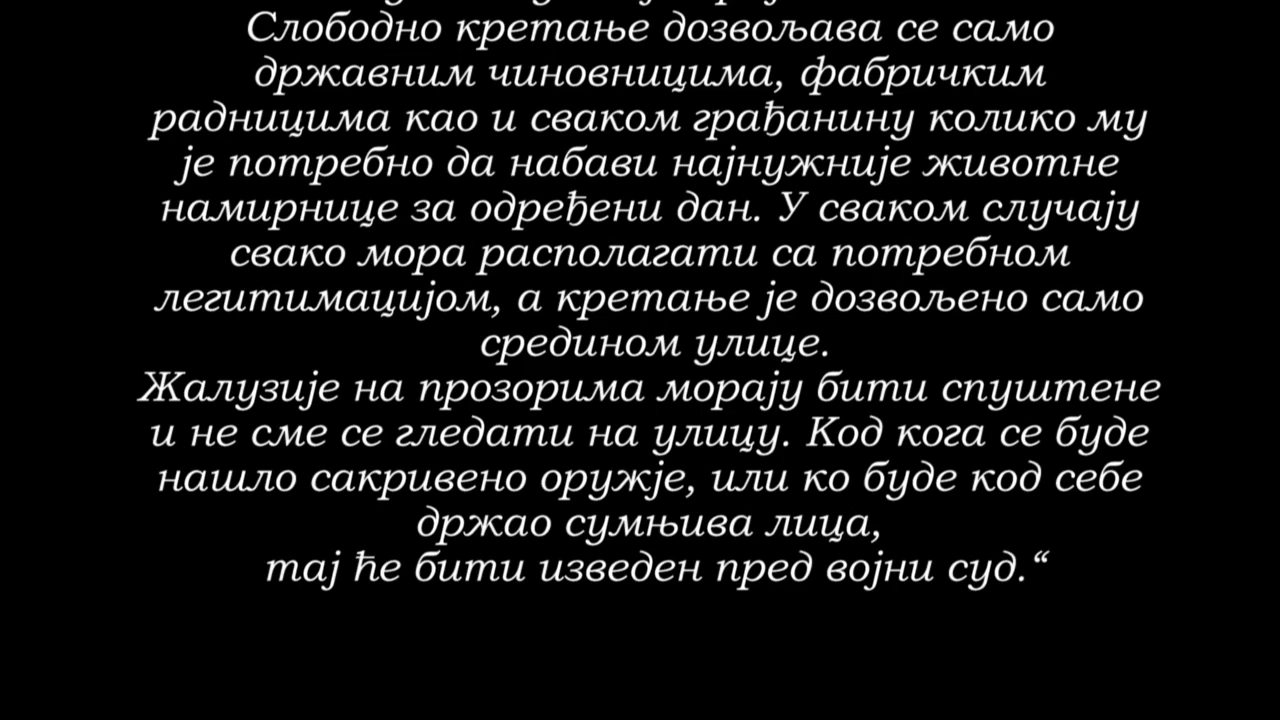 Слободно кретање дозвољава се само
државним чиновницима, фабричким
радницима као и сваком грађанину колико му
је потребно да набави најнужније животне
намирнице за одређени дан. У сваком случају
свако мора располагати са потребном
легитимацијом, а кретање је дозвољено само
средином улице.
Жалузије на прозорима морају бити спуштене
и не сме се гледати на улицу. Код кога се буде
нашло сакривено оружје, или ко буде код себе
држао сумњива лица,
тај ће бити изведен пред војни суд.“